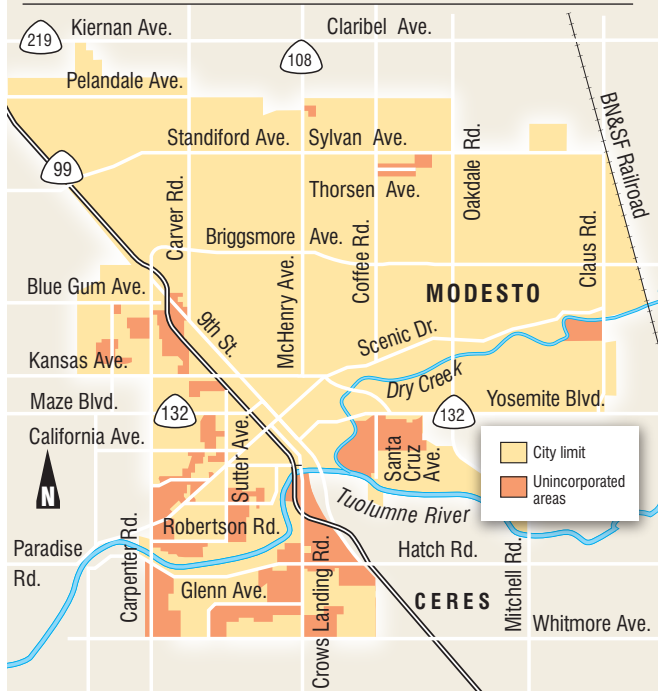 219
Kiernan Ave.
108
Claribel Ave.
Pelandale Ave.
BN&SF Railroad
Standiford Ave.
Sylvan Ave.
Oakdale Rd.
99
Thorsen Ave.
Carver Rd.
Briggsmore Ave.
Coffee Rd.
Claus Rd.
Blue Gum Ave.
McHenry Ave.
MODESTO
9th St.
Scenic Dr.
Kansas Ave.
Dry Creek
Maze Blvd.
132
Yosemite Blvd.
132
California Ave.
Sutter Ave.
Santa
Cruz
Ave.
City limit
Unincorporated
areas
N
Tuolumne River
Robertson Rd.
Paradise
Rd.
Carpenter Rd.
Hatch Rd.
Mitchell Rd.
Glenn Ave.
Crows Landing Rd.
CERES
Whitmore Ave.